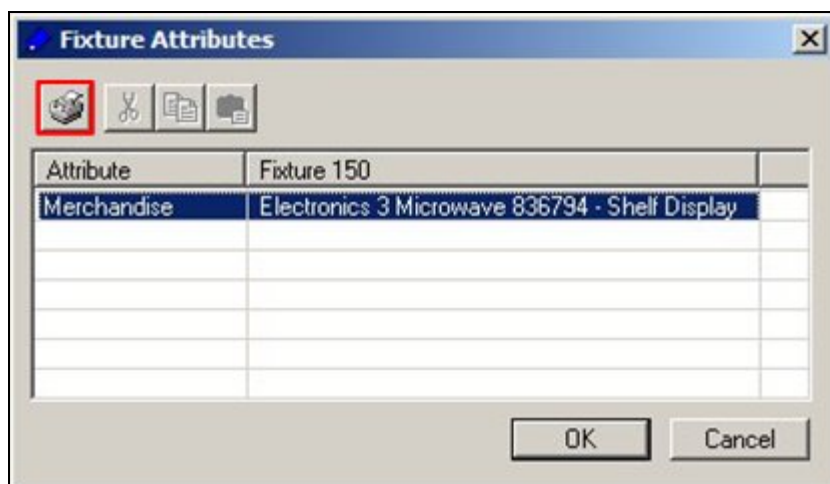 Fixture Attributes
Attribute Fixture 150
Merchandise Electronics 3 Microwave 836794 - Shelf Display
OK Cancel